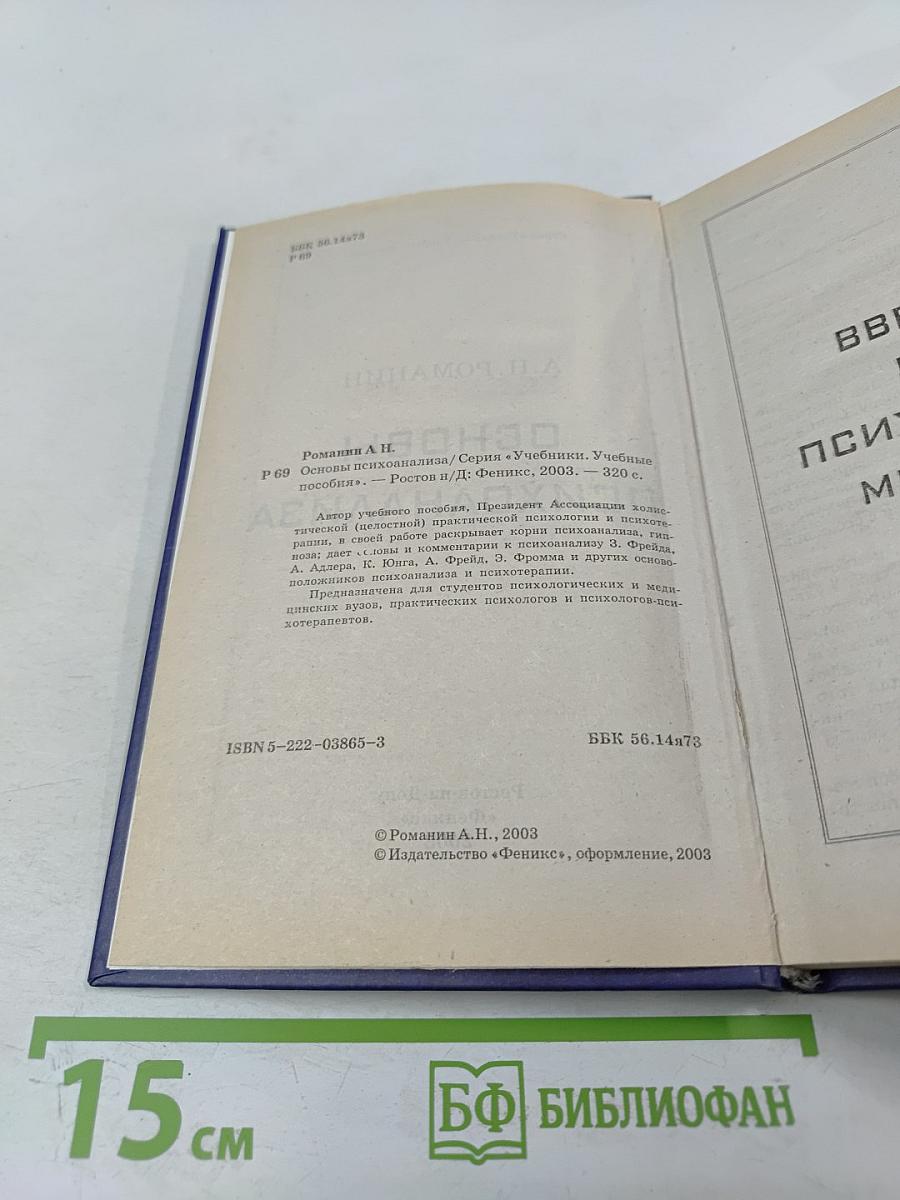 ББК 56.14я73
Р 69
Романин А.Н.
Р 69 Основы психоанализа/ Серия «Учебники. Учебные
пособия». — Ростов н/Д: Феникс, 2003. — 320 с.
Автор учебного пособия, Президент Ассоциации холис-
тической (целостной) практической психологии и психоте-
рапии, в своей работе раскрывает корни психоанализа, гип-
ноза; дает основы и комментарии к психоанализу З. Фрейда,
А. Адлера, К. Юнга, А. Фрейд, Э. Фромма и других осново-
положников психоанализа и психотерапии.
Предназначена для студентов психологических и меди-
цинских вузов, практических психологов и психологов-пси-
хотерапевтов.
ISBN 5-222-03865-3
ББК 56.14я73
© Романин А.Н., 2003
© Издательство «Феникс», оформление, 2003
ПСИХ
15 см
БФ БИБЛИОФАН